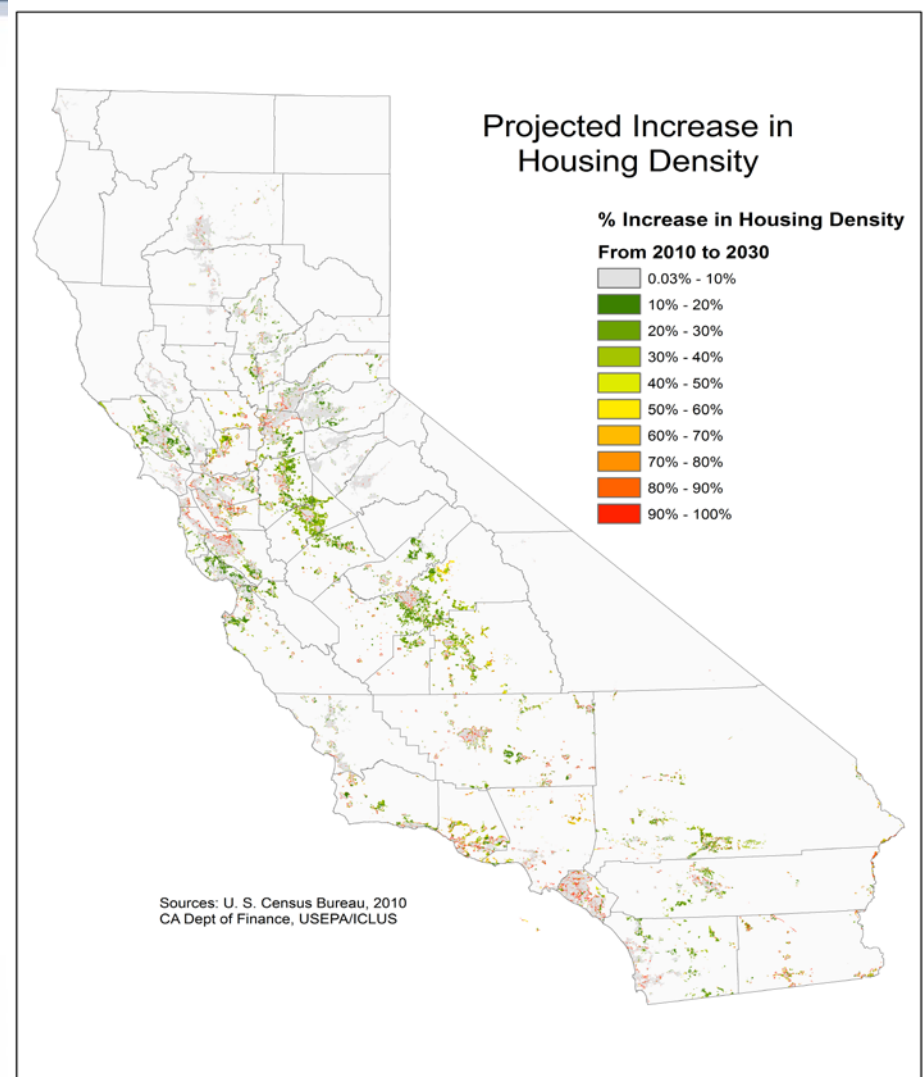 Projected Increase in
Housing Density
% Increase in Housing Density
From 2010 to 2030
0.03% - 10%
10% - 20%
20% - 30%
30% - 40%
40% - 50%
50% - 60%
60% - 70%
70% - 80%
80% - 90%
90% - 100%
Sources: U. S. Census Bureau, 2010
CA Dept of Finance, USEPA/ICLUS